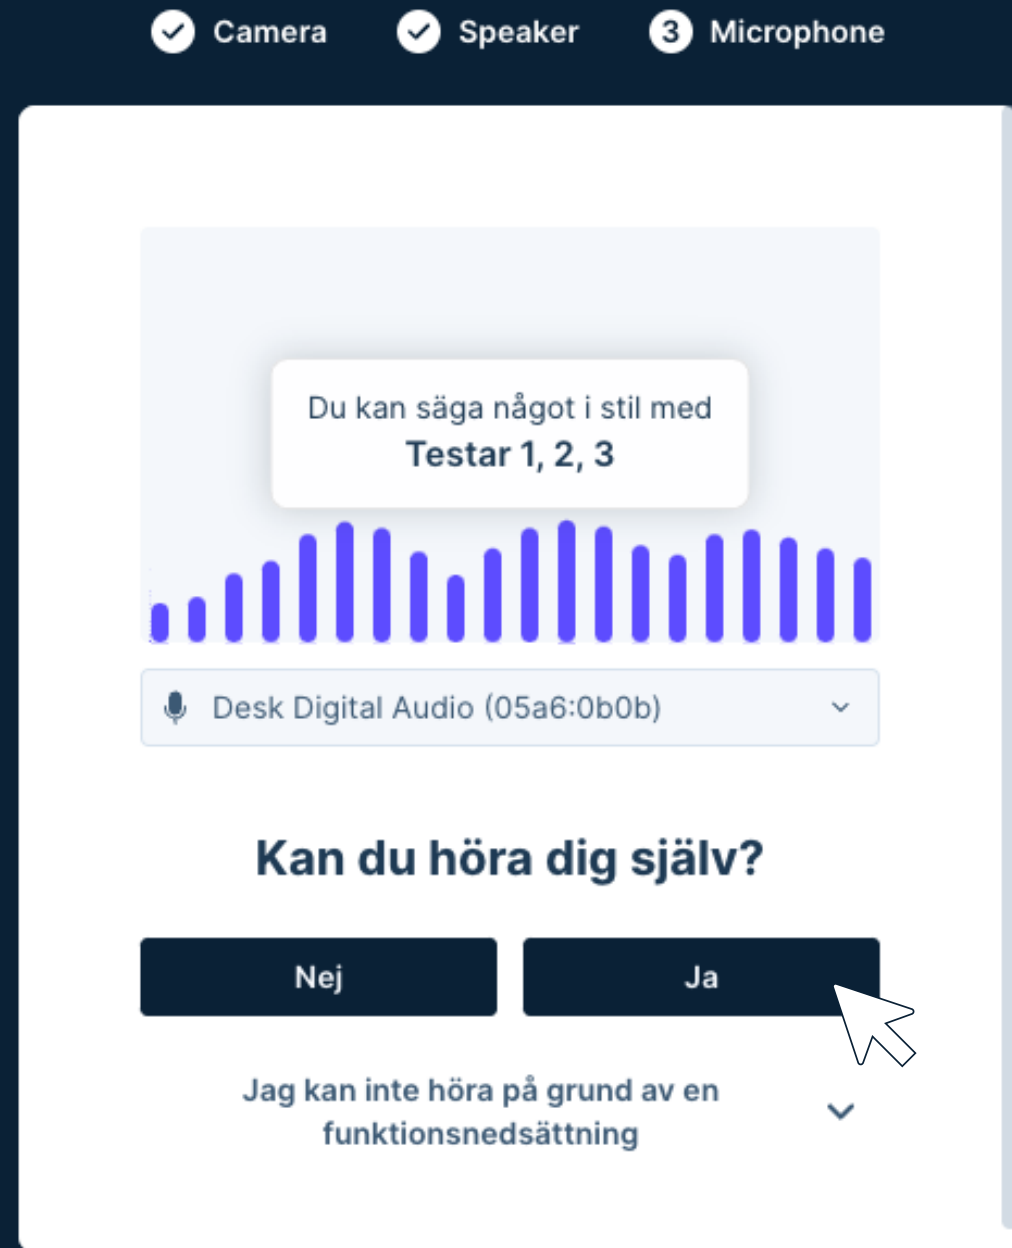 Camera Speaker 3 Microphone
Du kan säga något i stil med
Testar 1, 2, 3
Desk Digital Audio (05a6:0b0b)
Kan du höra dig själv?
Nej Ja
Jag kan inte höra på grund av en
funktionsnedsättning